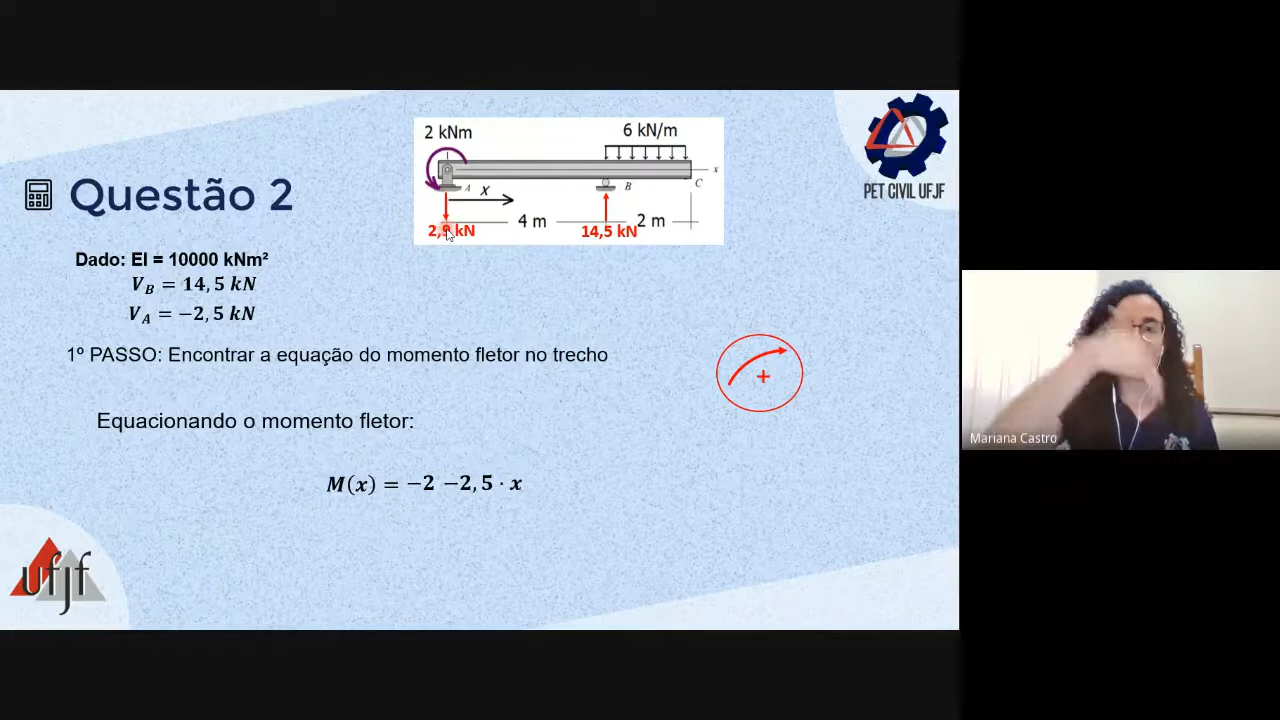 2 kNm
6 kN/m
A
X
B
C
x
4 m
2 m
14,5 kN
PET CIVIL UFJF
Questão 2
Dado: EI = 10000 kNm²
V_B = 14,5 kN
V_A = −2,5 kN
1º PASSO: Encontrar a equação do momento fletor no trecho
+
Equacionando o momento fletor:
M(x) = −2 −2,5 · x
Mariana Castro
ufjf